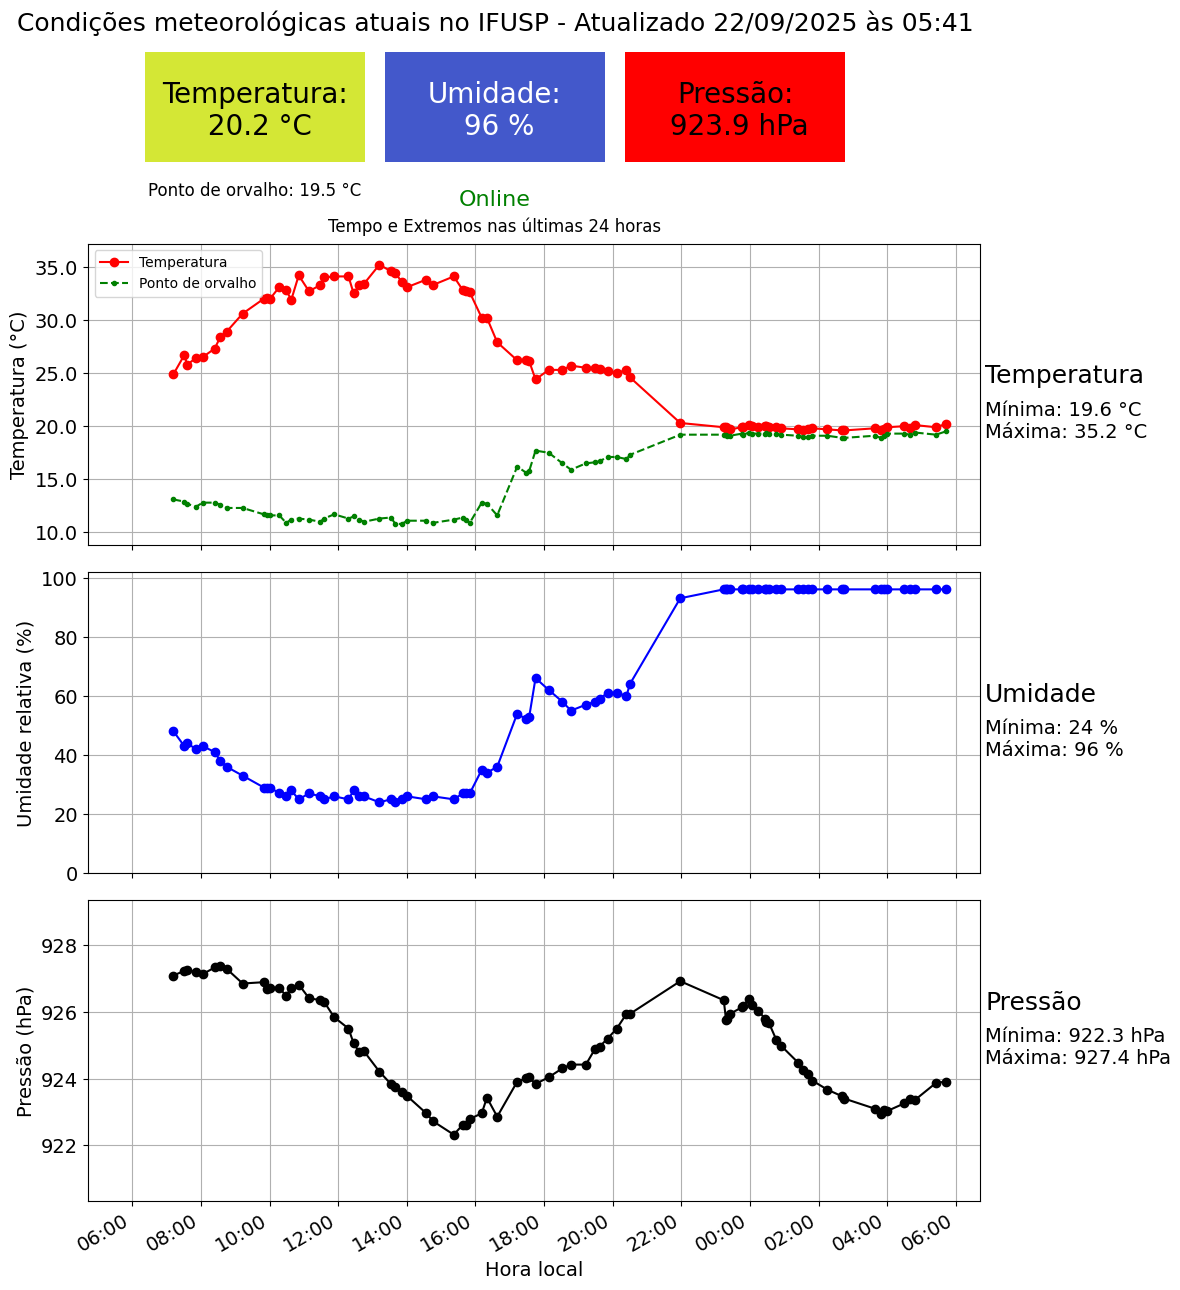 Condições meteorológicas atuais no IFUSP - Atualizado 22/09/2025 às 05:41
Temperatura:
20.2 °C
Umidade:
96 %
Pressão:
923.9 hPa
Ponto de orvalho: 19.5 °C
Online
Tempo e Extremos nas últimas 24 horas
Temperatura
Ponto de orvalho
Temperatura (°C)
35.0
30.0
25.0
20.0
15.0
10.0
Temperatura
Mínima: 19.6 °C
Máxima: 35.2 °C
Umidade relativa (%)
100
80
60
40
20
0
Umidade
Mínima: 24 %
Máxima: 96 %
Pressão (hPa)
928
926
924
922
Pressão
Mínima: 922.3 hPa
Máxima: 927.4 hPa
06:00 08:00 10:00 12:00 14:00 16:00 18:00 20:00 22:00 00:00 02:00 04:00 06:00
Hora local